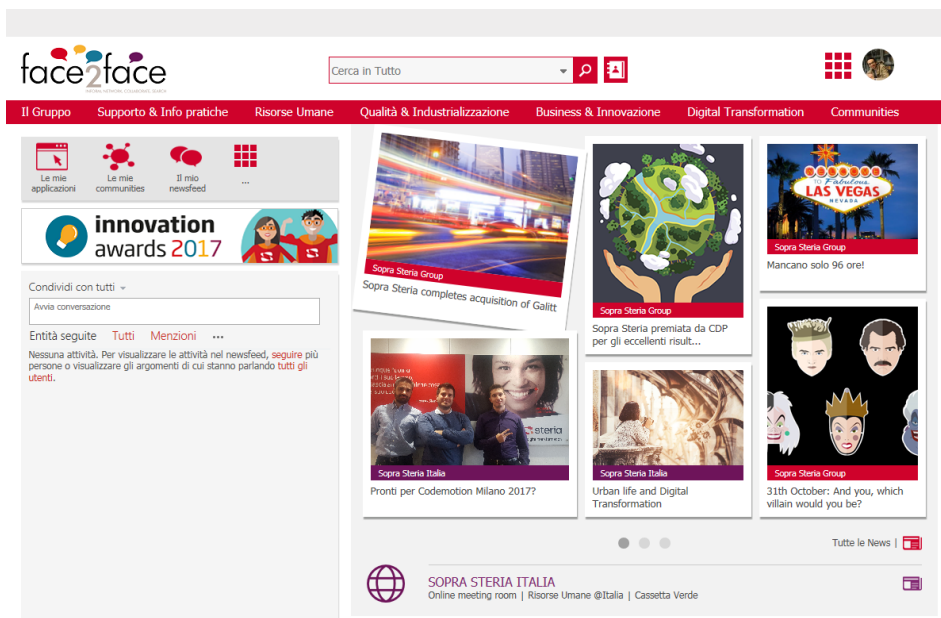 face2face
Cerca in Tutto
Il Gruppo
Supporto & Info pratiche
Risorse Umane
Qualità & Industrializzazione
Business & Innovazione
Digital Transformation
Communities
Le mie
applicazioni
Le mie
communities
Il mio
newsfeed
...
innovation
awards 2017
Condividi con tutti
Avvia conversazione
Entità seguite Tutti Menzioni ...
Nessuna attività. Per visualizzare le attività nel newsfeed, seguire più
persone o visualizzare gli argomenti di cui stanno parlando tutti gli
utenti.
Sopra Steria Group
Sopra Steria completes acquisition of Galitt
Sopra Steria Group
Sopra Steria premiata da CDP
per gli eccellenti risult...
TO Fabulous
LAS VEGAS
NEVADA
Sopra Steria Group
Mancano solo 96 ore!
steria
Sopra Steria Italia
Pronti per Codemotion Milano 2017?
Sopra Steria Italia
Urban life and Digital
Transformation
Sopra Steria Group
31th October: And you, which
villain would you be?
Tutte le News |
SOPRA STERIA ITALIA
Online meeting room | Risorse Umane @Italia | Cassetta Verde